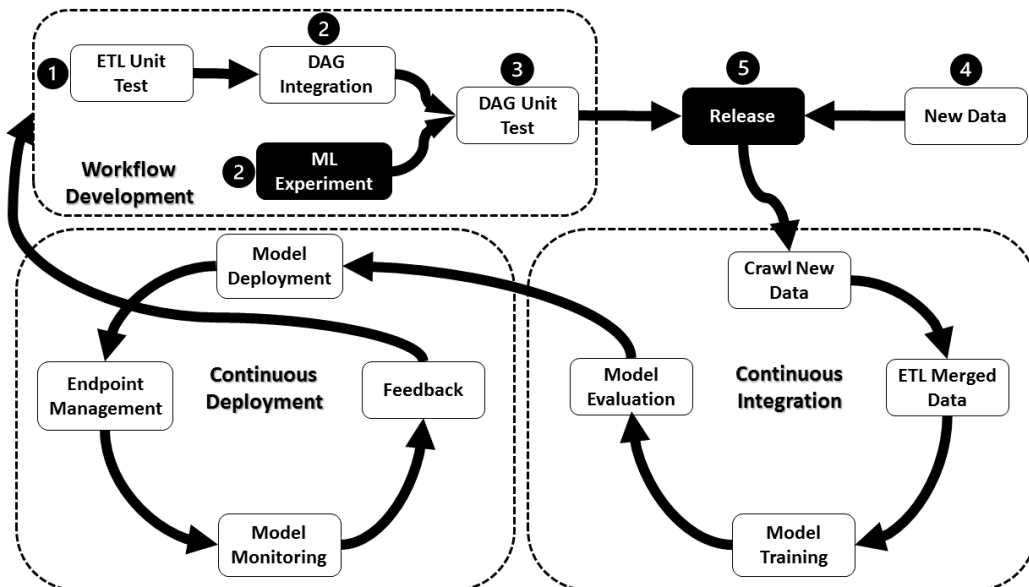 1
ETL Unit
Test
2
DAG
Integration
3
DAG Unit
Test
2
ML
Experiment
Workflow
Development
5
Release
4
New Data
Model
Deployment
Endpoint
Management
Continuous
Deployment
Feedback
Model
Monitoring
Crawl New
Data
Model
Evaluation
Continuous
Integration
ETL Merged
Data
Model
Training